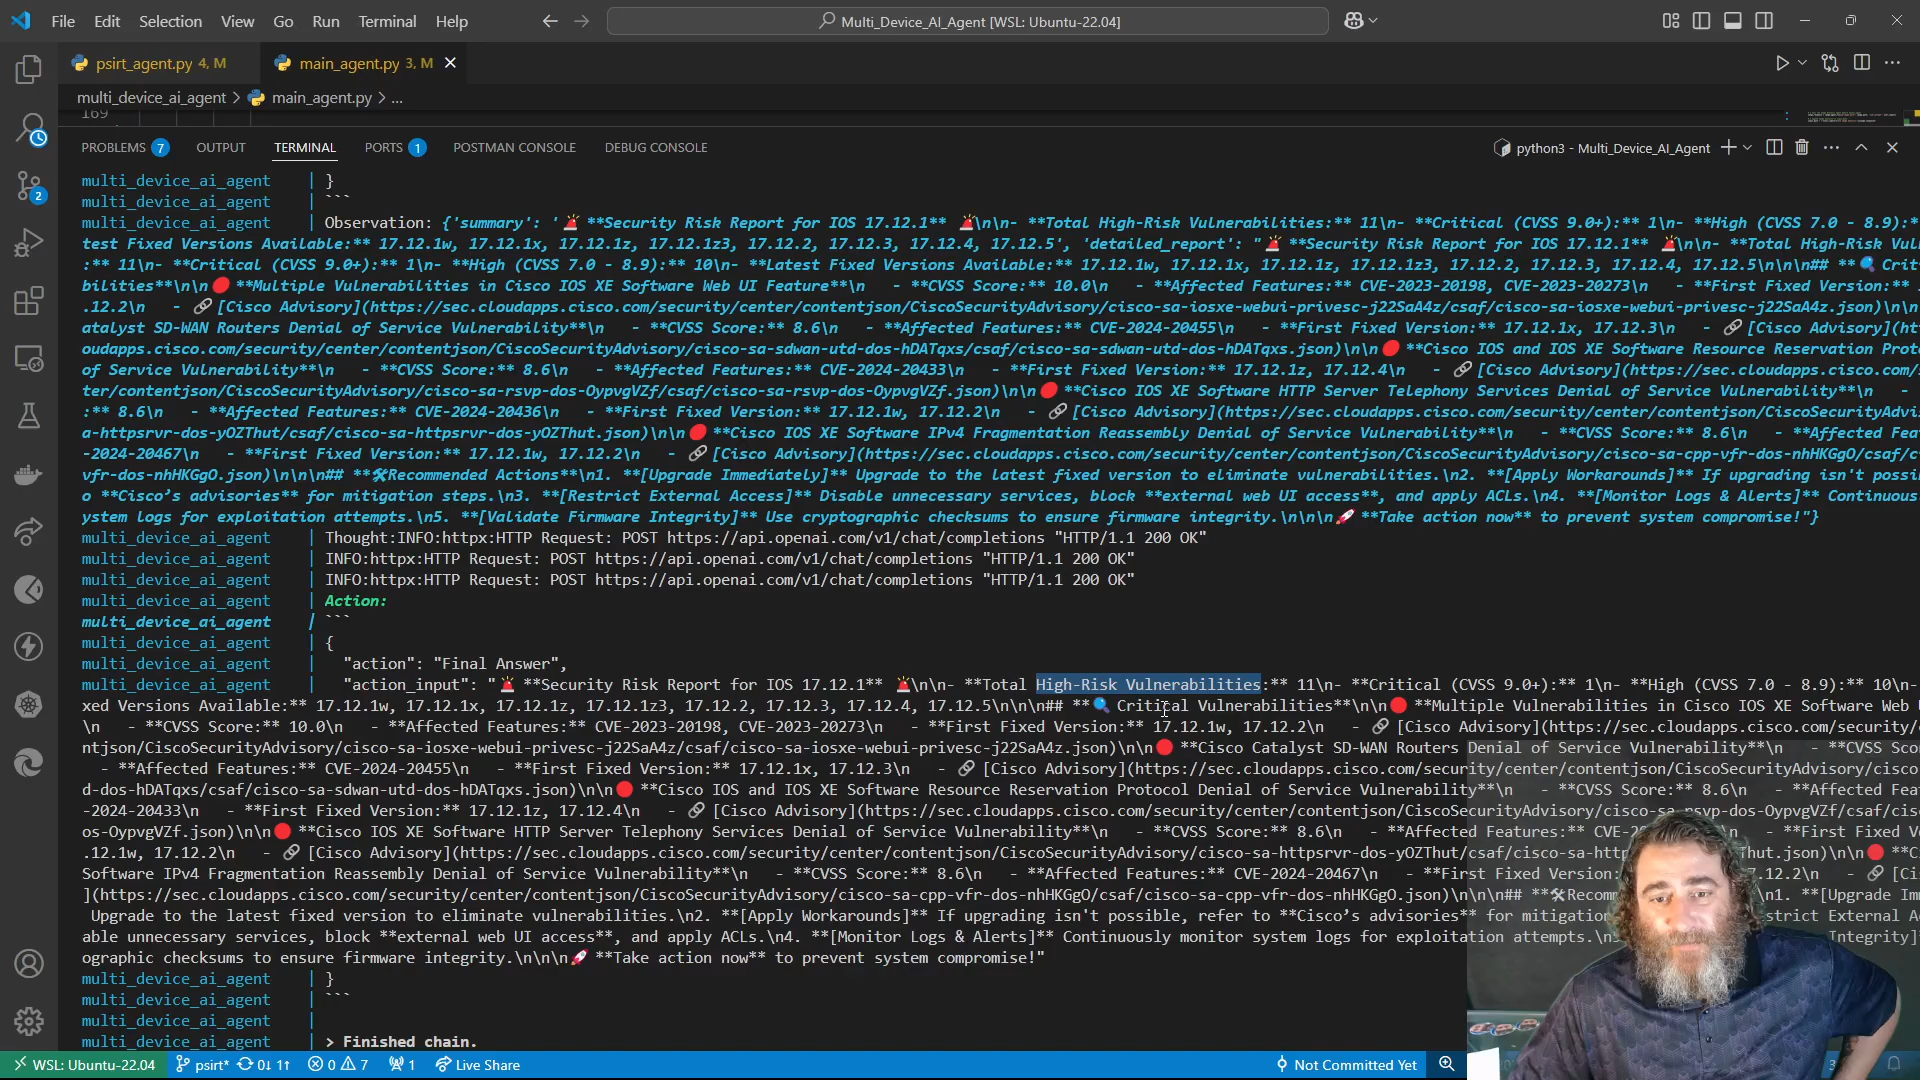 File Edit Selection View Go Run Terminal Help
Multi_Device_AI_Agent [WSL: Ubuntu-22.04]
psirt_agent.py 4, M
main_agent.py 3, M
multi_device_ai_agent > main_agent.py > ...
169
PROBLEMS 7 OUTPUT TERMINAL PORTS 1 POSTMAN CONSOLE DEBUG CONSOLE
python3 - Multi_Device_AI_Agent
multi_device_ai_agent | }
multi_device_ai_agent | ```
multi_device_ai_agent | Observation: {'summary': '🚨 **Security Risk Report for IOS 17.12.1** 🚨\n\n- **Total High-Risk Vulnerabilities:** 11\n- **Critical (CVSS 9.0+):** 1\n- **High (CVSS 7.0 - 8.9):**
test Fixed Versions Available:** 17.12.1w, 17.12.1x, 17.12.1z, 17.12.1z3, 17.12.2, 17.12.3, 17.12.4, 17.12.5', 'detailed_report': "🚨 **Security Risk Report for IOS 17.12.1** 🚨\n\n- **Total High-Risk Vul
:** 11\n- **Critical (CVSS 9.0+):** 1\n- **High (CVSS 7.0 - 8.9):** 10\n- **Latest Fixed Versions Available:** 17.12.1w, 17.12.1x, 17.12.1z, 17.12.1z3, 17.12.2, 17.12.3, 17.12.4, 17.12.5\n\n\n## **🔍 Crit
bilities**\n\n🔴 **Multiple Vulnerabilities in Cisco IOS XE Software Web UI Feature**\n - **CVSS Score:** 10.0\n - **Affected Features:** CVE-2023-20198, CVE-2023-20273\n - **First Fixed Version:**
.12.2\n - 🔗 [Cisco Advisory](https://sec.cloudapps.cisco.com/security/center/contentjson/CiscoSecurityAdvisory/cisco-sa-iosxe-webui-privesc-j22SaA4z/csaf/cisco-sa-iosxe-webui-privesc-j22SaA4z.json)\n\n
atalyst SD-WAN Routers Denial of Service Vulnerability**\n - **CVSS Score:** 8.6\n - **Affected Features:** CVE-2024-20455\n - **First Fixed Version:** 17.12.1x, 17.12.3\n - 🔗 [Cisco Advisory](ht
oudapps.cisco.com/security/center/contentjson/CiscoSecurityAdvisory/cisco-sa-sdwan-utd-dos-hDATqxs/csaf/cisco-sa-sdwan-utd-dos-hDATqxs.json)\n\n🔴 **Cisco IOS and IOS XE Software Resource Reservation Prot
of Service Vulnerability**\n - **CVSS Score:** 8.6\n - **Affected Features:** CVE-2024-20433\n - **First Fixed Version:** 17.12.1z, 17.12.4\n - 🔗 [Cisco Advisory](https://sec.cloudapps.cisco.com/s
ter/contentjson/CiscoSecurityAdvisory/cisco-sa-rsvp-dos-OypvgVZf/csaf/cisco-sa-rsvp-dos-OypvgVZf.json)\n\n🔴 **Cisco IOS XE Software HTTP Server Telephony Services Denial of Service Vulnerability**\n -
:** 8.6\n - **Affected Features:** CVE-2024-20436\n - **First Fixed Version:** 17.12.1w, 17.12.2\n - 🔗 [Cisco Advisory](https://sec.cloudapps.cisco.com/security/center/contentjson/CiscoSecurityAdvi
a-httpsrvr-dos-yOZThut/csaf/cisco-sa-httpsrvr-dos-yOZThut.json)\n\n🔴 **Cisco IOS XE Software IPv4 Fragmentation Reassembly Denial of Service Vulnerability**\n - **CVSS Score:** 8.6\n - **Affected Fea
-2024-20467\n - **First Fixed Version:** 17.12.1w, 17.12.2\n - 🔗 [Cisco Advisory](https://sec.cloudapps.cisco.com/security/center/contentjson/CiscoSecurityAdvisory/cisco-sa-cpp-vfr-dos-nhHKGgO/csaf/c
vfr-dos-nhHKGgO.json)\n\n\n## **🛠Recommended Actions**\n1. **[Upgrade Immediately]** Upgrade to the latest fixed version to eliminate vulnerabilities.\n2. **[Apply Workarounds]** If upgrading isn't possi
o **Cisco’s advisories** for mitigation steps.\n3. **[Restrict External Access]** Disable unnecessary services, block **external web UI access**, and apply ACLs.\n4. **[Monitor Logs & Alerts]** Continuous
ystem logs for exploitation attempts.\n5. **[Validate Firmware Integrity]** Use cryptographic checksums to ensure firmware integrity.\n\n\n🚀 **Take action now** to prevent system compromise!"}
multi_device_ai_agent | Thought:INFO:httpx:HTTP Request: POST https://api.openai.com/v1/chat/completions "HTTP/1.1 200 OK"
multi_device_ai_agent | INFO:httpx:HTTP Request: POST https://api.openai.com/v1/chat/completions "HTTP/1.1 200 OK"
multi_device_ai_agent | INFO:httpx:HTTP Request: POST https://api.openai.com/v1/chat/completions "HTTP/1.1 200 OK"
multi_device_ai_agent | Action:
multi_device_ai_agent | ```
multi_device_ai_agent | {
multi_device_ai_agent | "action": "Final Answer",
multi_device_ai_agent | "action_input": "🚨 **Security Risk Report for IOS 17.12.1** 🚨\n\n- **Total High-Risk Vulnerabilities:** 11\n- **Critical (CVSS 9.0+):** 1\n- **High (CVSS 7.0 - 8.9):** 10\n-
xed Versions Available:** 17.12.1w, 17.12.1x, 17.12.1z, 17.12.1z3, 17.12.2, 17.12.3, 17.12.4, 17.12.5\n\n\n## **🔍 Critical Vulnerabilities**\n\n🔴 **Multiple Vulnerabilities in Cisco IOS XE Software Web U
\n - **CVSS Score:** 10.0\n - **Affected Features:** CVE-2023-20198, CVE-2023-20273\n - **First Fixed Version:** 17.12.1w, 17.12.2\n - 🔗 [Cisco Advisory](https://sec.cloudapps.cisco.com/security/
ntjson/CiscoSecurityAdvisory/cisco-sa-iosxe-webui-privesc-j22SaA4z/csaf/cisco-sa-iosxe-webui-privesc-j22SaA4z.json)\n\n🔴 **Cisco Catalyst SD-WAN Routers Denial of Service Vulnerability**\n - **CVSS Sco
- **Affected Features:** CVE-2024-20455\n - **First Fixed Version:** 17.12.1x, 17.12.3\n - 🔗 [Cisco Advisory](https://sec.cloudapps.cisco.com/security/center/contentjson/CiscoSecurityAdvisory/cisco
d-dos-hDATqxs/csaf/cisco-sa-sdwan-utd-dos-hDATqxs.json)\n\n🔴 **Cisco IOS and IOS XE Software Resource Reservation Protocol Denial of Service Vulnerability**\n - **CVSS Score:** 8.6\n - **Affected Fea
-2024-20433\n - **First Fixed Version:** 17.12.1z, 17.12.4\n - 🔗 [Cisco Advisory](https://sec.cloudapps.cisco.com/security/center/contentjson/CiscoSecurityAdvisory/cisco-sa-rsvp-dos-OypvgVZf/csaf/cis
os-OypvgVZf.json)\n\n🔴 **Cisco IOS XE Software HTTP Server Telephony Services Denial of Service Vulnerability**\n - **CVSS Score:** 8.6\n - **Affected Features:** CVE-2 - **First Fixed V
.12.1w, 17.12.2\n - 🔗 [Cisco Advisory](https://sec.cloudapps.cisco.com/security/center/contentjson/CiscoSecurityAdvisory/cisco-sa-httpsrvr-dos-yOZThut/csaf/cisco-sa-http Thut.json)\n\n🔴 **C
Software IPv4 Fragmentation Reassembly Denial of Service Vulnerability**\n - **CVSS Score:** 8.6\n - **Affected Features:** CVE-2024-20467\n - **First Fixed Vers - 🔗 [Ci
](https://sec.cloudapps.cisco.com/security/center/contentjson/CiscoSecurityAdvisory/cisco-sa-cpp-vfr-dos-nhHKGgO/csaf/cisco-sa-cpp-vfr-dos-nhHKGgO.json)\n\n\n## **🛠Recom \n1. **[Upgrade Im
Upgrade to the latest fixed version to eliminate vulnerabilities.\n2. **[Apply Workarounds]** If upgrading isn't possible, refer to **Cisco’s advisories** for mitigation strict External A
able unnecessary services, block **external web UI access**, and apply ACLs.\n4. **[Monitor Logs & Alerts]** Continuously monitor system logs for exploitation attempts.\n5 Integrity]*
ographic checksums to ensure firmware integrity.\n\n\n🚀 **Take action now** to prevent system compromise!"
multi_device_ai_agent | }
multi_device_ai_agent | ```
multi_device_ai_agent |
multi_device_ai_agent | > Finished chain.
WSL: Ubuntu-22.04 psirt* 0↓ 1↑ 0 7 1 Live Share Not Committed Yet